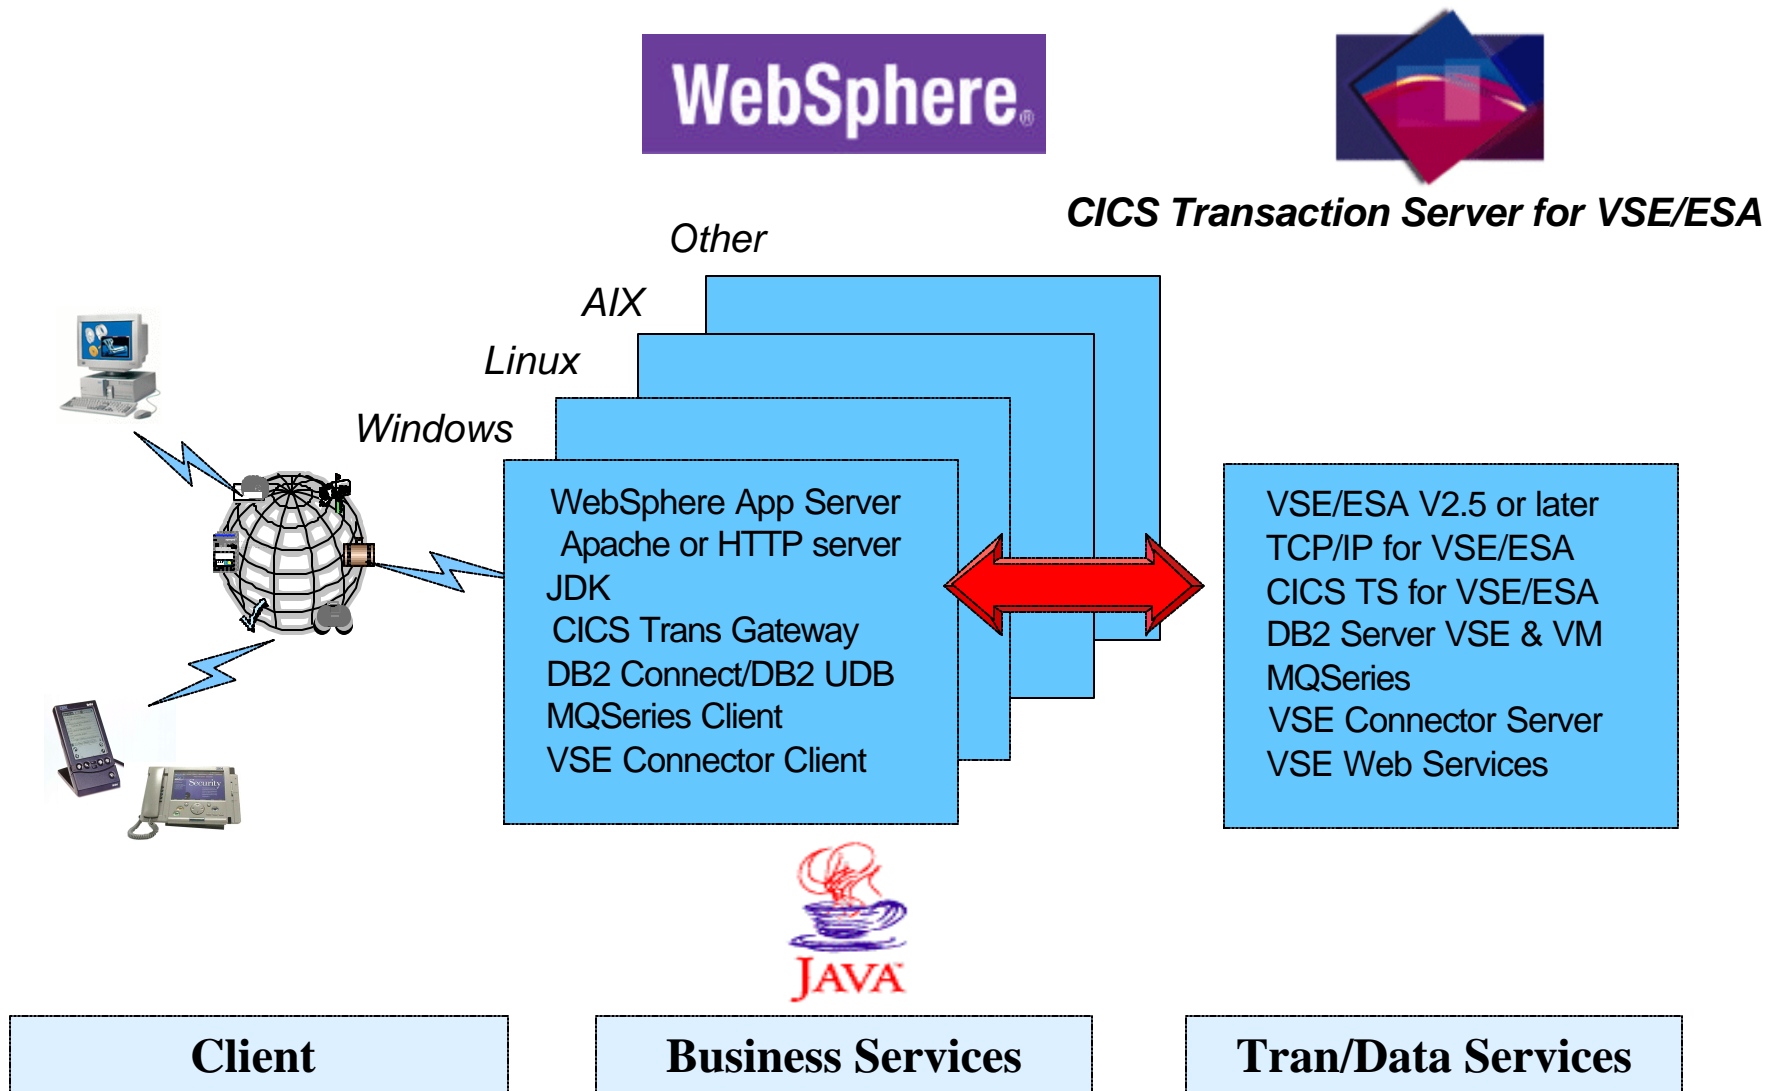 WebSphere®
CICS Transaction Server for VSE/ESA
Other
AIX
Linux
Windows
WebSphere App Server
Apache or HTTP server
JDK
CICS Trans Gateway
DB2 Connect/DB2 UDB
MQSeries Client
VSE Connector Client
VSE/ESA V2.5 or later
TCP/IP for VSE/ESA
CICS TS for VSE/ESA
DB2 Server VSE & VM
MQSeries
VSE Connector Server
VSE Web Services
Security
JAVA™
Client
Business Services
Tran/Data Services